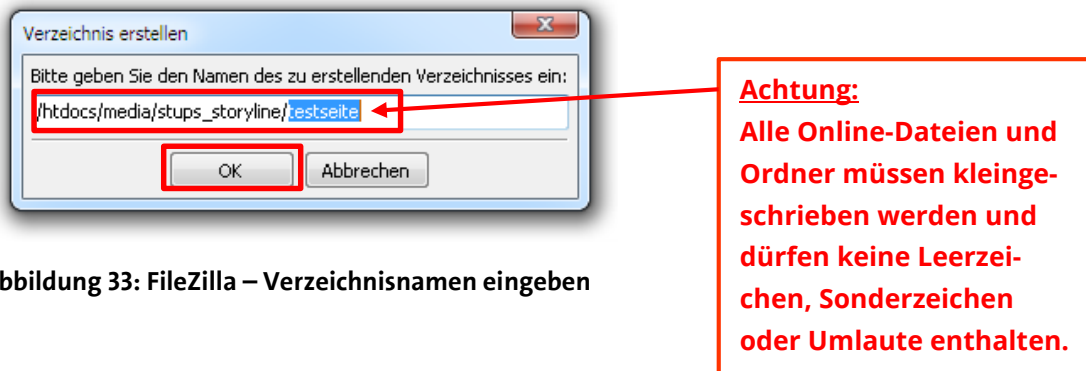 Verzeichnis erstellen
Bitte geben Sie den Namen des zu erstellenden Verzeichnisses ein:
/htdocs/media/stups_storyline/testseite
OK
Abbrechen
bbildung 33: FileZilla – Verzeichnisnamen eingeben
Achtung:
Alle Online-Dateien und
Ordner müssen kleinge-
schrieben werden und
dürfen keine Leerzei-
chen, Sonderzeichen
oder Umlaute enthalten.